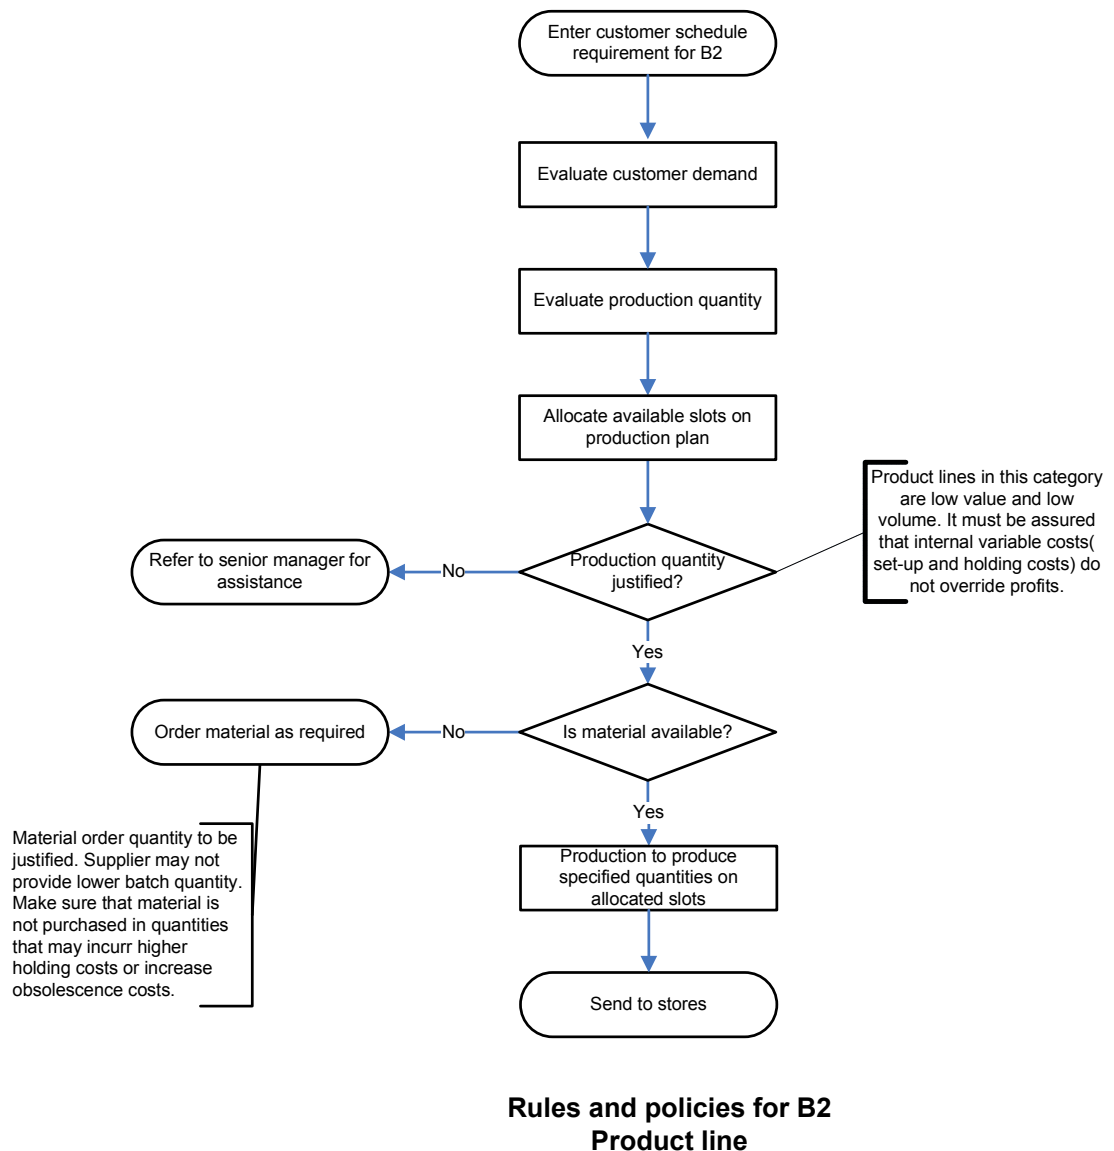 Enter customer schedule
requirement for B2
Evaluate customer demand
Evaluate production quantity
Allocate available slots on
production plan
Product lines in this category
are low value and low
volume. It must be assured
that internal variable costs(
set-up and holding costs) do
not override profits.
Production quantity
justified?
No
Refer to senior manager for
assistance
Yes
Is material available?
No
Order material as required
Yes
Material order quantity to be
justified. Supplier may not
provide lower batch quantity.
Make sure that material is
not purchased in quantities
that may incurr higher
holding costs or increase
obsolescence costs.
Production to produce
specified quantities on
allocated slots
Send to stores
Rules and policies for B2
Product line